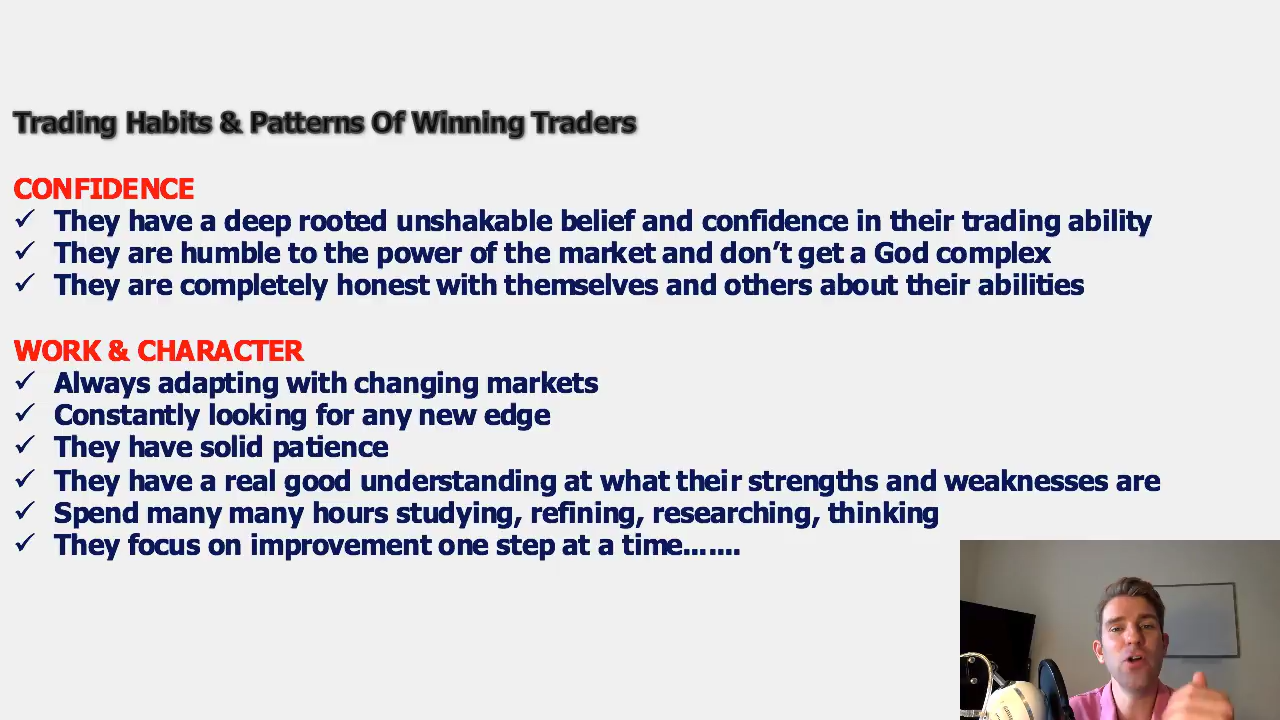 Trading Habits & Patterns Of Winning Traders
CONFIDENCE
✓ They have a deep rooted unshakable belief and confidence in their trading ability
✓ They are humble to the power of the market and don’t get a God complex
✓ They are completely honest with themselves and others about their abilities
WORK & CHARACTER
✓ Always adapting with changing markets
✓ Constantly looking for any new edge
✓ They have solid patience
✓ They have a real good understanding at what their strengths and weaknesses are
✓ Spend many many hours studying, refining, researching, thinking
✓ They focus on improvement one step at a time.......